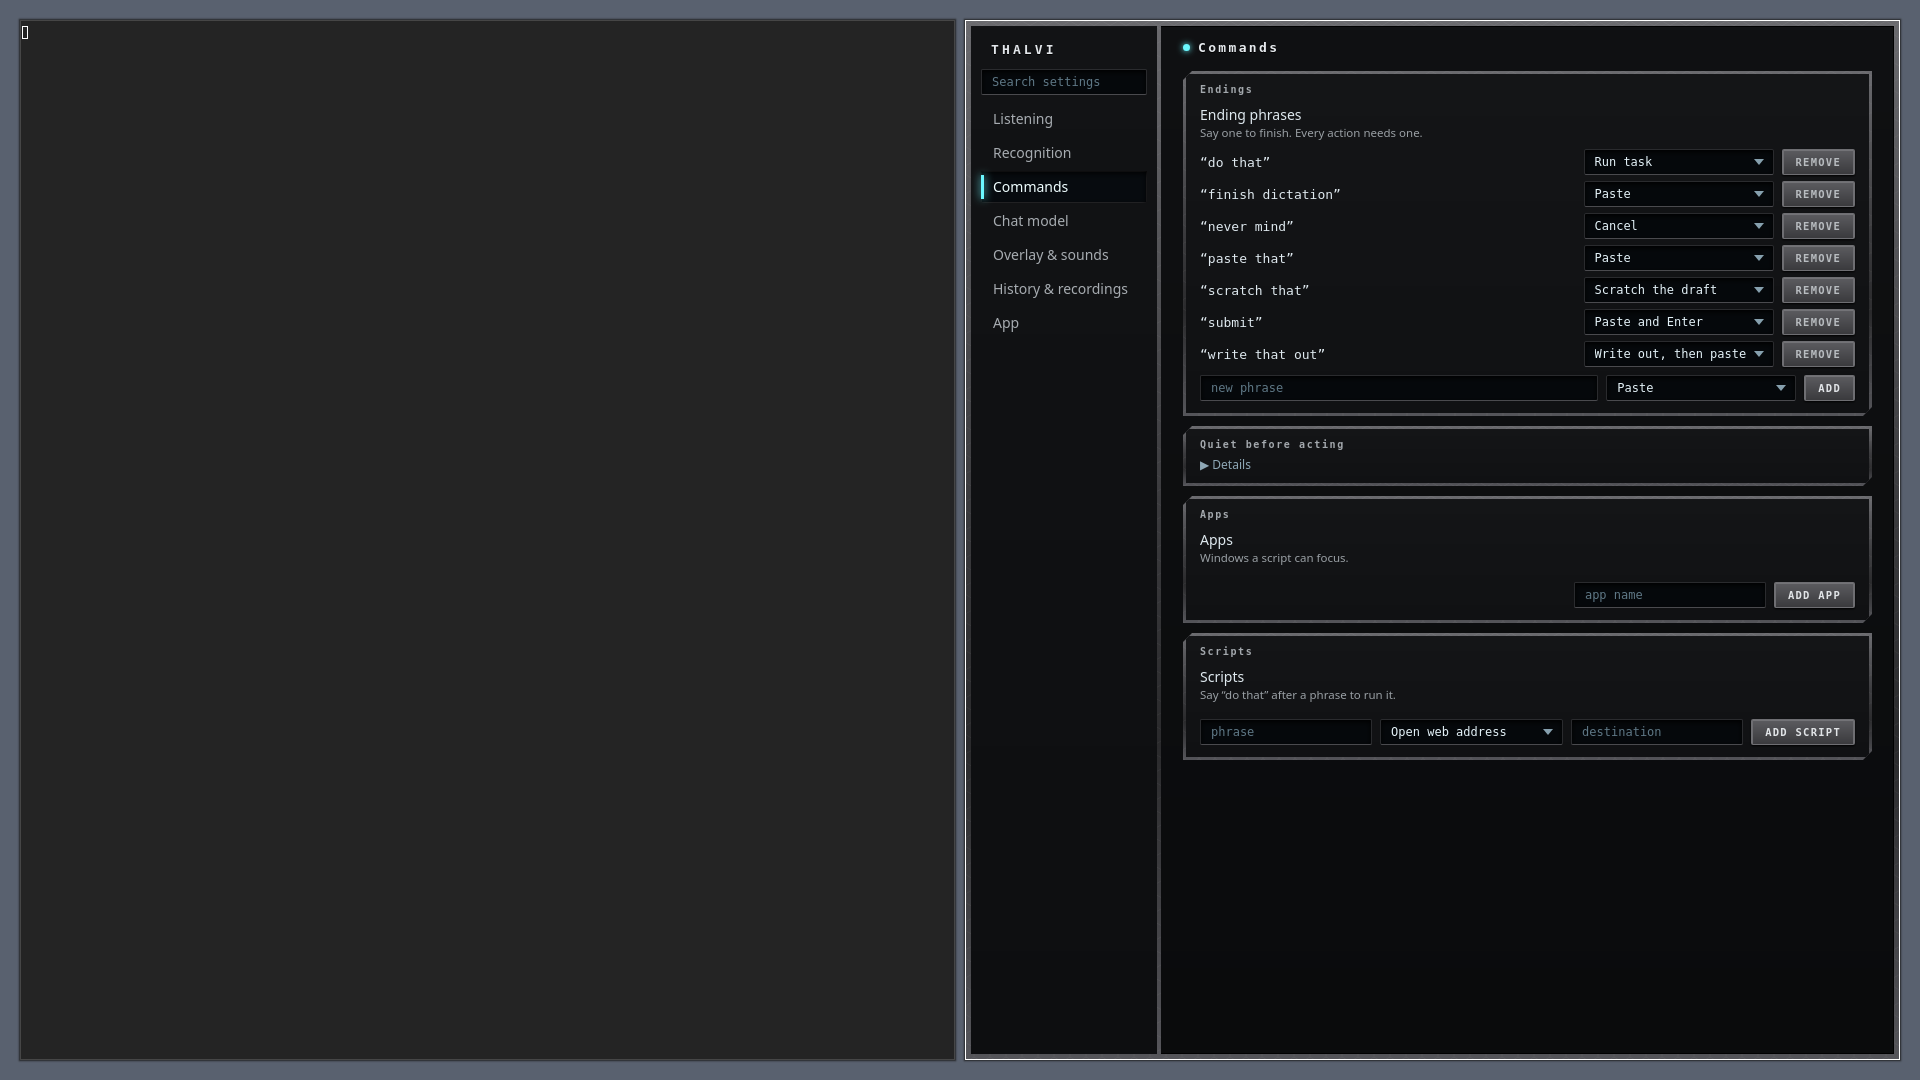 THALVI
Search settings
Listening
Recognition
Commands
Chat model
Overlay & sounds
History & recordings
App
Commands
Endings
Ending phrases
Say one to finish. Every action needs one.
“do that” Run task REMOVE
“finish dictation” Paste REMOVE
“never mind” Cancel REMOVE
“paste that” Paste REMOVE
“scratch that” Scratch the draft REMOVE
“submit” Paste and Enter REMOVE
“write that out” Write out, then paste REMOVE
new phrase Paste ADD
Quiet before acting
▶ Details
Apps
Apps
Windows a script can focus.
app name ADD APP
Scripts
Scripts
Say “do that” after a phrase to run it.
phrase Open web address destination ADD SCRIPT